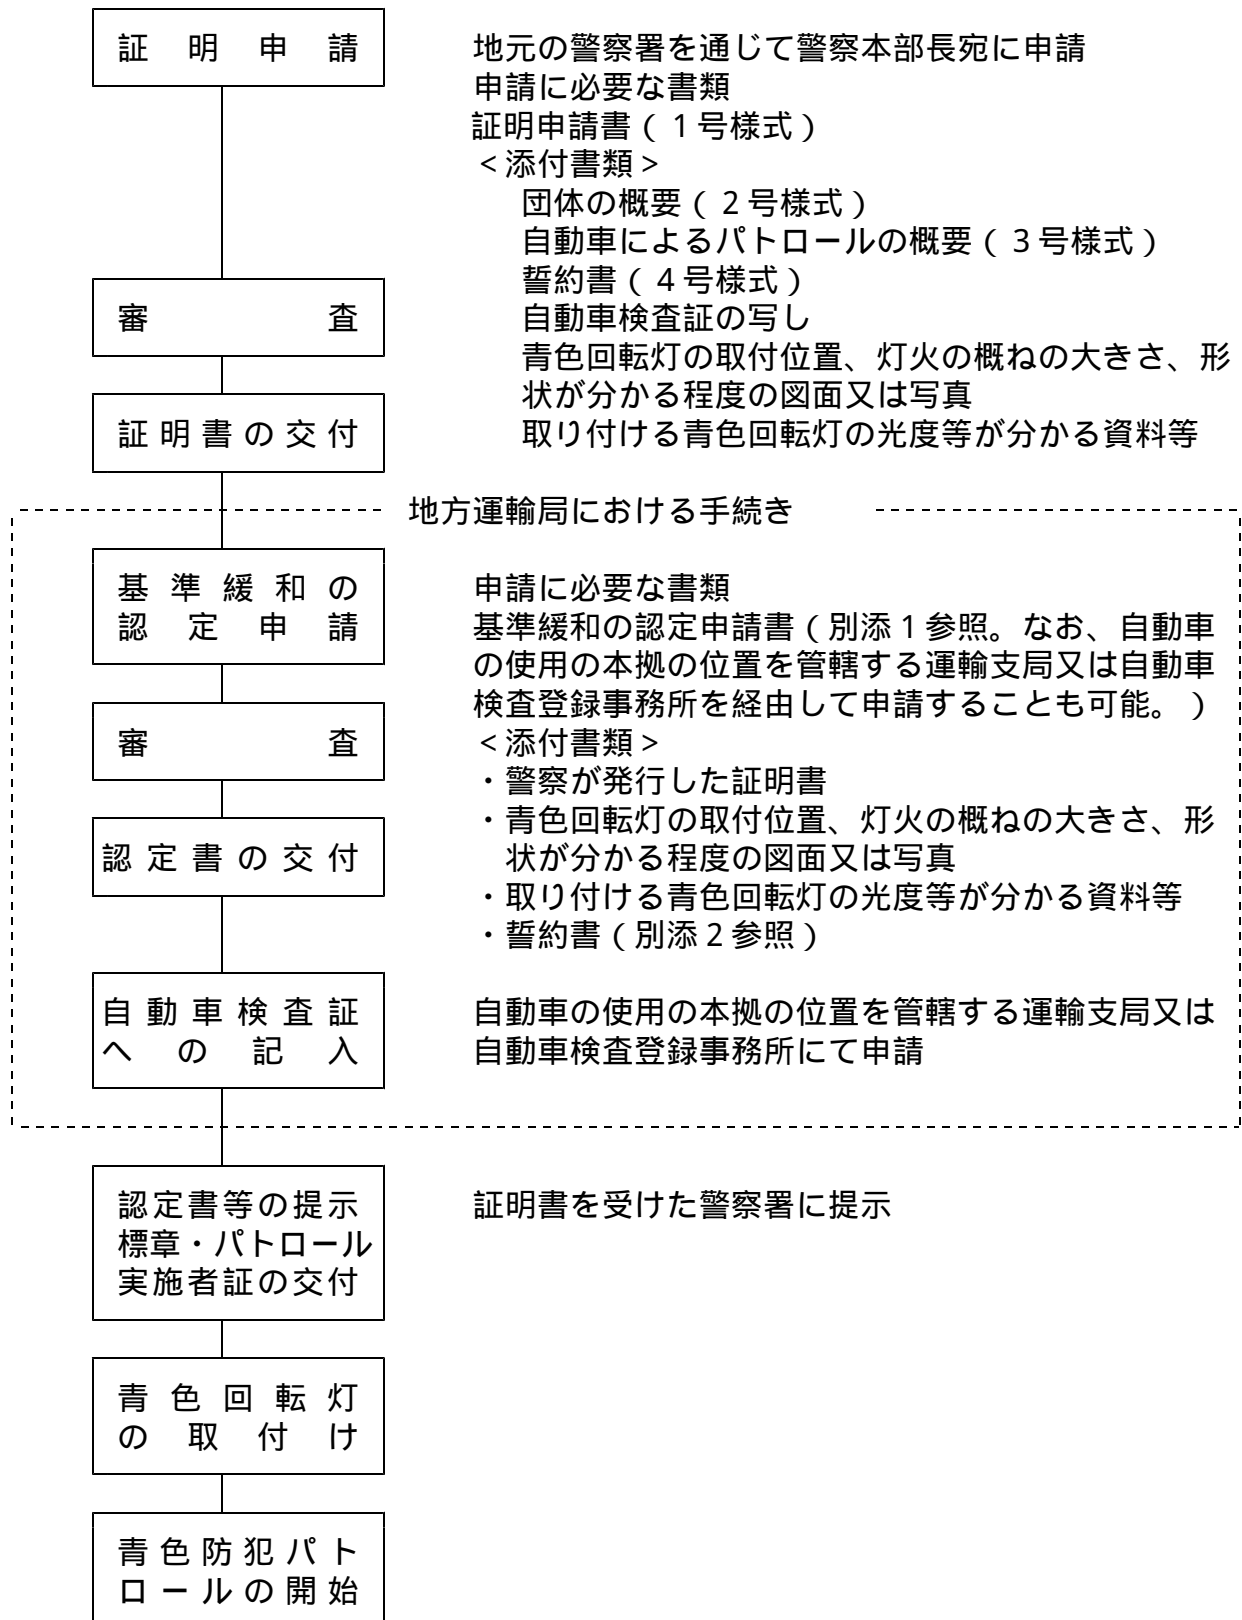 証明申請
地元の警察署を通じて警察本部長宛に申請
申請に必要な書類
証明申請書(1号様式)
<添付書類>
団体の概要(2号様式)
自動車によるパトロールの概要(3号様式)
誓約書(4号様式)
自動車検査証の写し
青色回転灯の取付位置、灯火の概ねの大きさ、形
状が分かる程度の図面又は写真
取り付ける青色回転灯の光度等が分かる資料等
審査
証明書の交付
地方運輸局における手続き
基準緩和の
認定申請
申請に必要な書類
基準緩和の認定申請書(別添1参照。なお、自動車
の使用の本拠の位置を管轄する運輸支局又は自動車
検査登録事務所を経由して申請することも可能。)
<添付書類>
・警察が発行した証明書
・青色回転灯の取付位置、灯火の概ねの大きさ、形
状が分かる程度の図面又は写真
・取り付ける青色回転灯の光度等が分かる資料等
・誓約書(別添2参照)
審査
認定書の交付
自動車検査証
への記入
自動車の使用の本拠の位置を管轄する運輸支局又は
自動車検査登録事務所にて申請
認定書等の提示
標章・パトロール
実施者証の交付
証明書を受けた警察署に提示
青色回転灯
の取付け
青色防犯パト
ロールの開始